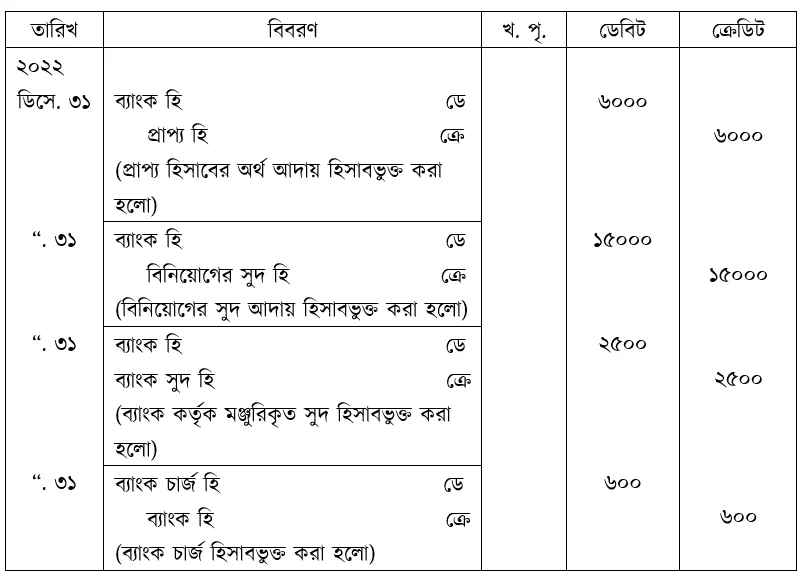 তারিখ বিবরণ খ. পৃ. ডেবিট ক্রেডিট
২০২২
ডিসে. ৩১ ব্যাংক হি ডে ৬০০০
প্রাপ্য হি ক্রে ৬০০০
(প্রাপ্য হিসাবের অর্থ আদায় হিসাবভুক্ত করা
হলো)
“. ৩১ ব্যাংক হি ডে ১৫০০০
বিনিয়োগের সুদ হি ক্রে ১৫০০০
(বিনিয়োগের সুদ আদায় হিসাবভুক্ত করা হলো)
“. ৩১ ব্যাংক হি ডে ২৫০০
ব্যাংক সুদ হি ক্রে ২৫০০
(ব্যাংক কর্তৃক মঞ্জুরিকৃত সুদ হিসাবভুক্ত করা
হলো)
“. ৩১ ব্যাংক চার্জ হি ডে ৬০০
ব্যাংক হি ক্রে ৬০০
(ব্যাংক চার্জ হিসাবভুক্ত করা হলো)